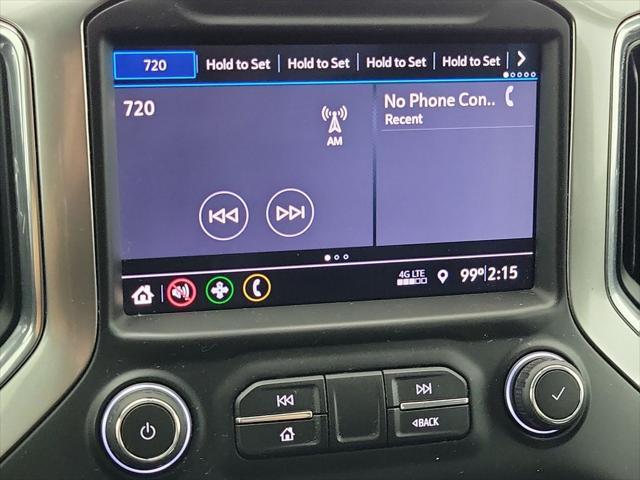 720 Hold to Set Hold to Set Hold to Set Hold to Set
720
AM
No Phone Con..
Recent
4G LTE
99° 2:15
BACK